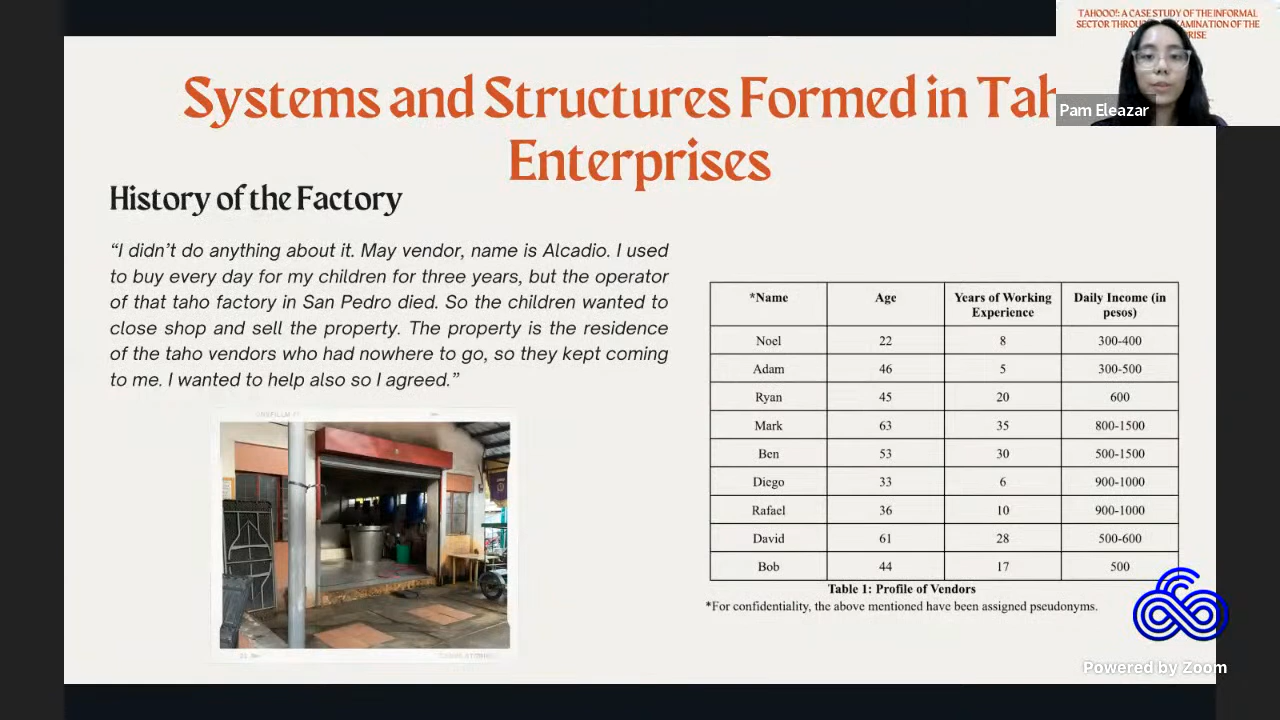 TAHOOO!: A CASE STUDY OF THE INFORMAL
SECTOR
OF THE
Systems and Structures Formed in Tah
Enterprises
Pam Eleazar
History of the Factory
“I didn’t do anything about it. May vendor, name is Alcadio. I used
to buy every day for my children for three years, but the operator
of that taho factory in San Pedro died. So the children wanted to
close shop and sell the property. The property is the residence
of the taho vendors who had nowhere to go, so they kept coming
to me. I wanted to help also so I agreed.”
*Name Age Years of Working Experience Daily Income (in pesos)
Noel 22 8 300-400
Adam 46 5 300-500
Ryan 45 20 600
Mark 63 35 800-1500
Ben 53 30 500-1500
Diego 33 6 900-1000
Rafael 36 10 900-1000
David 61 28 500-600
Bob 44 17 500
Table 1: Profile of Vendors
*For confidentiality, the above mentioned have been assigned pseudonyms.
Powered by Zoom